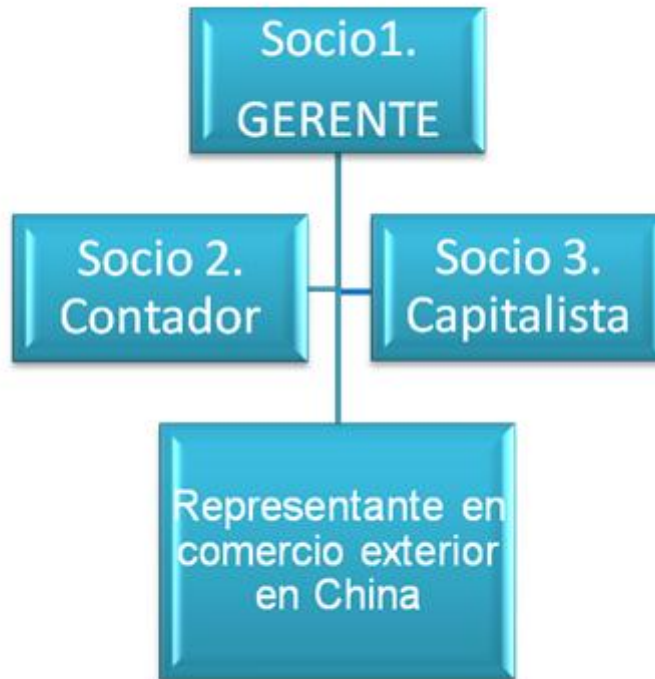 Socio1.
GERENTE
Socio 2.
Contador
Socio 3.
Capitalista
Representante en
comercio exterior
en China